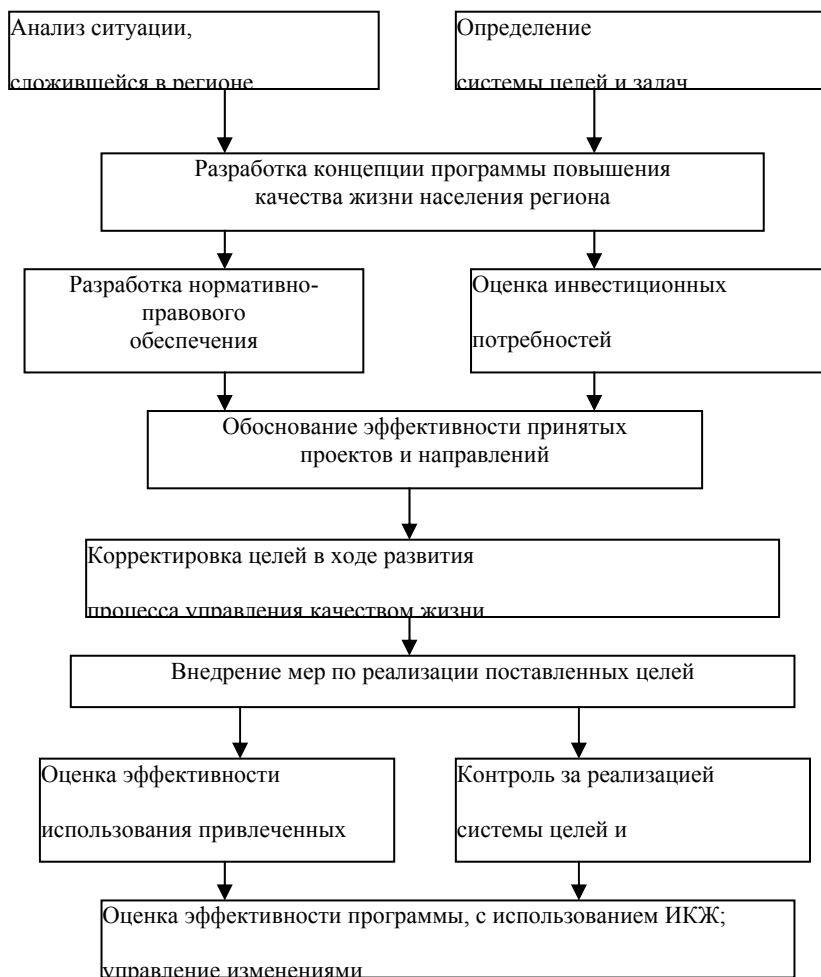 Анализ ситуации,
сложившейся в регионе
Определение
системы целей и задач
Разработка концепции программы повышения
качества жизни населения региона
Разработка нормативно-
правового
обеспечения
Оценка инвестиционных
потребностей
Обоснование эффективности принятых
проектов и направлений
Корректировка целей в ходе развития
процесса управления качеством жизни
Внедрение мер по реализации поставленных целей
Оценка эффективности
использования привлеченных
Контроль за реализацией
системы целей и
Оценка эффективности программы, с использованием ИКЖ;
управление изменениями